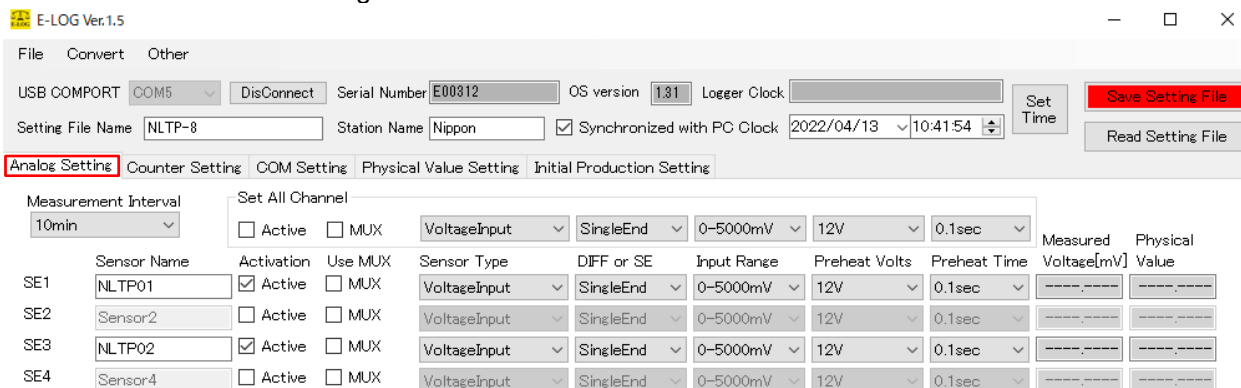 E-LOG Ver.1.5
File Convert Other
USB COMPORT COM5 DisConnect Serial Number E00312 OS version 1.31 Logger Clock Set Time Save Setting File
Setting File Name NLTP-8 Station Name Nippon Synchronized with PC Clock 2022/04/13 10:41:54 Read Setting File
Analog Setting Counter Setting COM Setting Physical Value Setting Initial Production Setting
Measurement Interval Set All Channel
10min Active MUX VoltageInput SingleEnd 0-5000mV 12V 0.1sec
Sensor Name Activation Use MUX Sensor Type DIFF or SE Input Range Preheat Volts Preheat Time Measured Voltage[mV] Physical Value
SE1 NLTP01 Active MUX VoltageInput SingleEnd 0-5000mV 12V 0.1sec ----.---- ----.----
SE2 Sensor2 Active MUX VoltageInput SingleEnd 0-5000mV 12V 0.1sec ----.---- ----.----
SE3 NLTP02 Active MUX VoltageInput SingleEnd 0-5000mV 12V 0.1sec ----.---- ----.----
SE4 Sensor4 Active MUX VoltageInput SingleEnd 0-5000mV 12V 0.1sec ----.---- ----.----